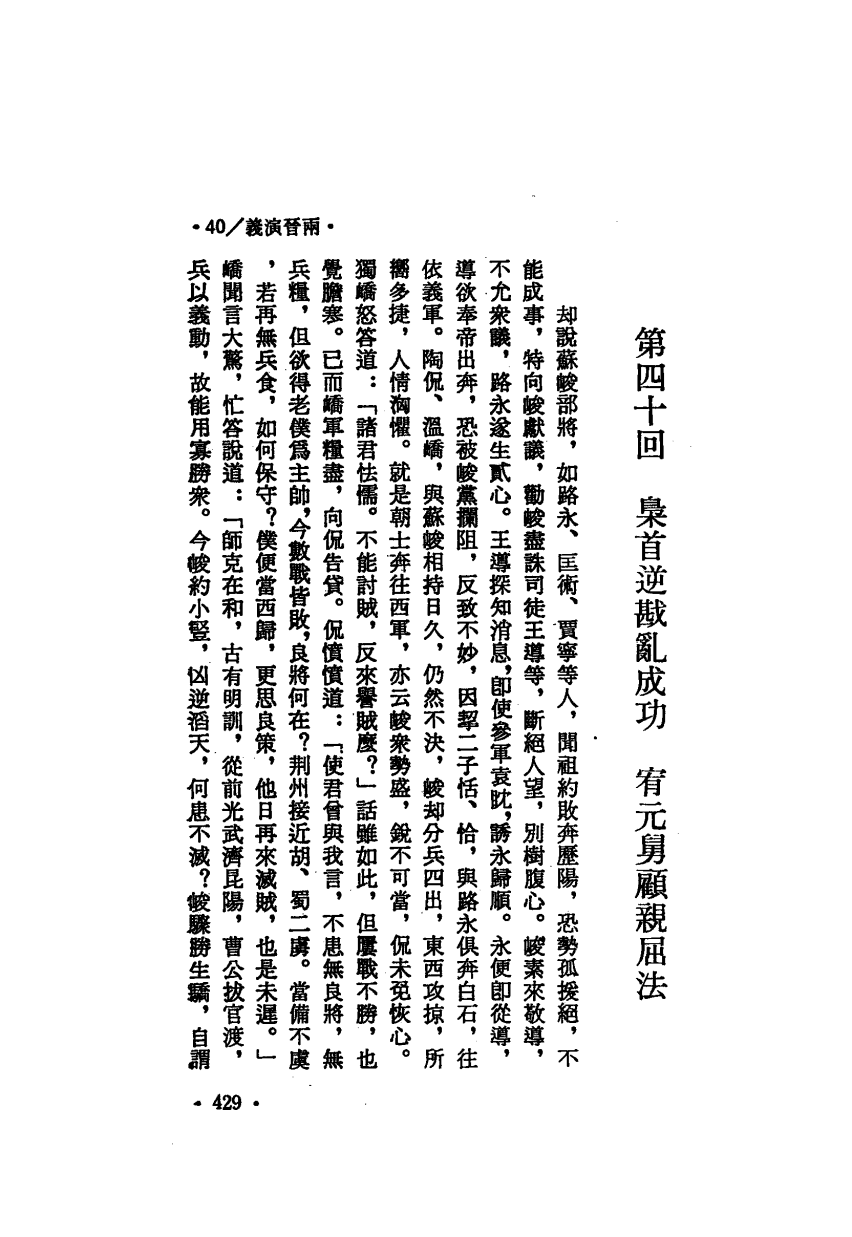 ·40／義演晉兩·
第四十回　梟首逆戡亂成功　宥元舅顧親屈法
却說蘇峻部將，如路永、匡術、賈寧等人，聞祖約敗奔歷陽，恐勢孤援絕，不
能成事，特向峻獻議，勸峻盡誅司徒王導等，斷絕人望，別樹腹心。峻素來敬導，
不允衆議，路永遂生貳心。王導探知消息，卽使參軍袁耽，誘永歸順。永便卽從導，
導欲奉帝出奔，恐被峻黨攔阻，反致不妙，因挈二子恬、恰，與路永俱奔白石，往
依義軍。陶侃、溫嶠，與蘇峻相持日久，仍然不決，峻却分兵四出，東西攻掠，所
嚮多捷，人情洶懼。就是朝士奔往西軍，亦云峻衆勢盛，銳不可當，侃未免恢心。
獨嶠怒答道：「諸君怯懦。不能討賊，反來譽賊麼？」話雖如此，但屢戰不勝，也
覺膽寒。已而嶠軍糧盡，向侃告貸。侃憤憤道：「使君曾與我言，不患無良將，無
兵糧，但欲得老僕爲主帥，今數戰皆敗，良將何在？荆州接近胡、蜀二虜。當備不虞
，若再無兵食，如何保守？僕便當西歸，更思良策，他日再來滅賊，也是未遲。」
嶠聞言大驚，忙答說道：「師克在和，古有明訓，從前光武濟昆陽，曹公拔官渡，
兵以義動，故能用寡勝衆。今峻約小豎，凶逆滔天，何患不滅？峻驟勝生驕，自謂
·429·